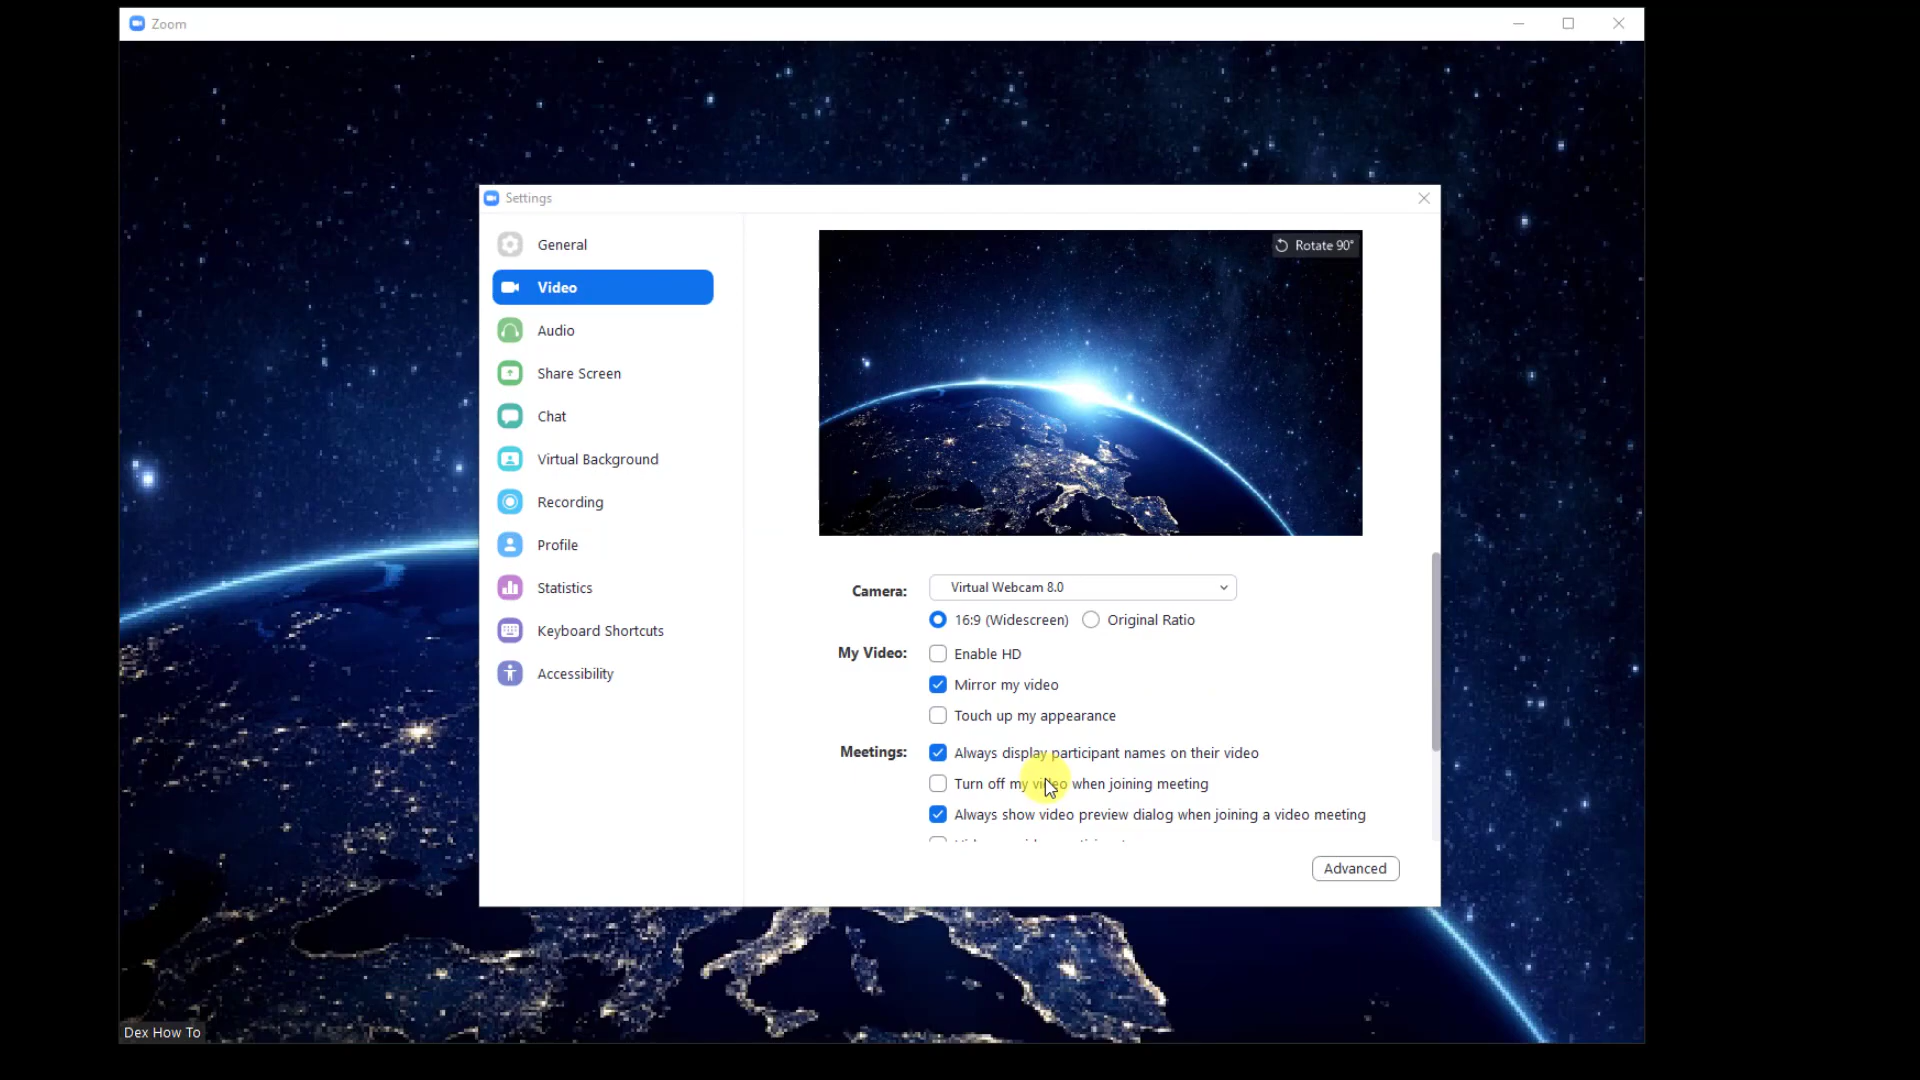 Zoom
Settings
General
Video
Audio
Share Screen
Chat
Virtual Background
Recording
Profile
Statistics
Keyboard Shortcuts
Accessibility
Rotate 90°
Camera: Virtual Webcam 8.0
16:9 (Widescreen) Original Ratio
My Video: Enable HD
Mirror my video
Touch up my appearance
Meetings: Always display participant names on their video
Turn off my video when joining meeting
Always show video preview dialog when joining a video meeting
Advanced
Dex How To